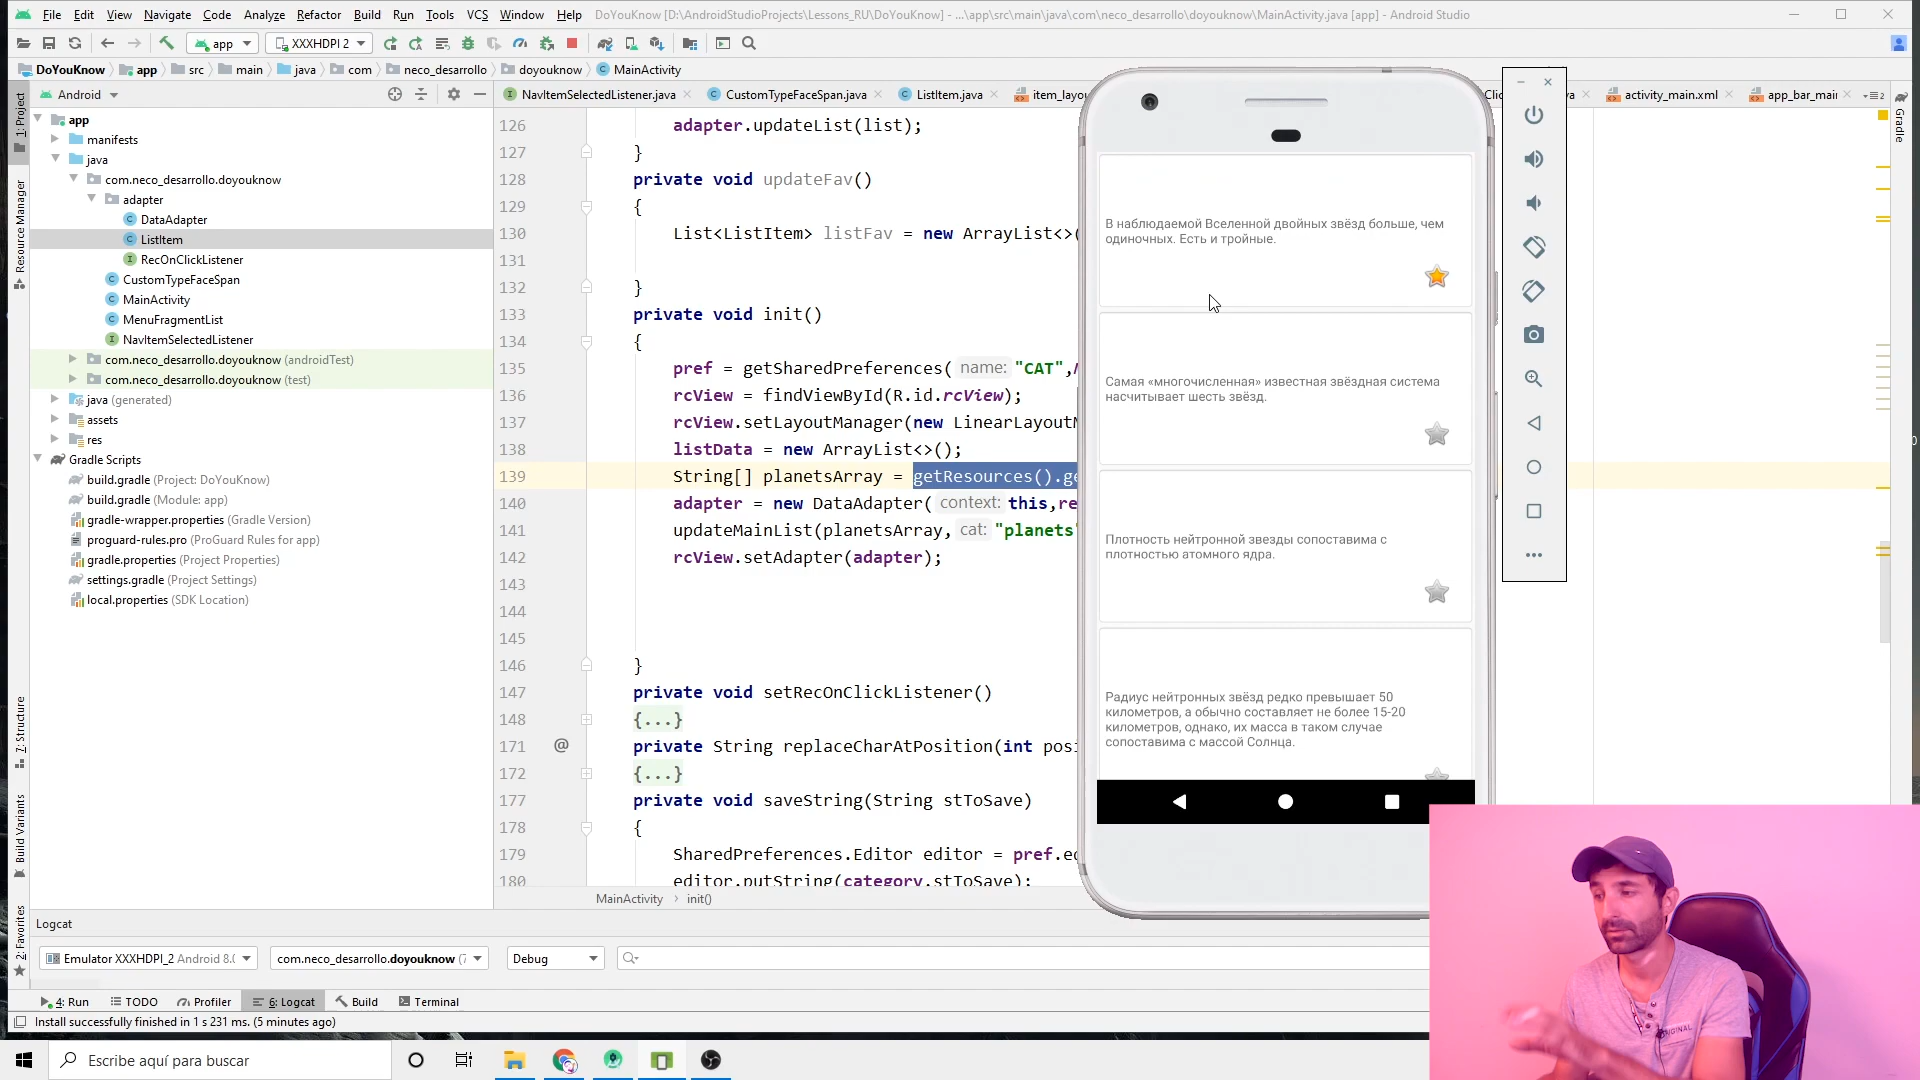 File Edit View Navigate Code Analyze Refactor Build Run Tools VCS Window Help DoYouKnow [D:\AndroidStudioProjects\Lessons_RU\DoYouKnow] - ...\app\src\main\java\com\neco_desarrollo\doyouknow\MainActivity.java [app] - Android Studio
app XXXHDPI 2
DoYouKnow app src main java com neco_desarrollo doyouknow MainActivity
Android NavItemSelectedListener.java CustomTypeFaceSpan.java ListItem.java item_layou activity_main.xml app_bar_mai
1: Project
Resource Manager
7: Structure
Build Variants
2: Favorites
Gradle
app
manifests
java
com.neco_desarrollo.doyouknow
adapter
DataAdapter
ListItem
RecOnClickListener
CustomTypeFaceSpan
MainActivity
MenuFragmentList
NavItemSelectedListener
com.neco_desarrollo.doyouknow (androidTest)
com.neco_desarrollo.doyouknow (test)
java (generated)
assets
res
Gradle Scripts
build.gradle (Project: DoYouKnow)
build.gradle (Module: app)
gradle-wrapper.properties (Gradle Version)
proguard-rules.pro (ProGuard Rules for app)
gradle.properties (Project Properties)
settings.gradle (Project Settings)
local.properties (SDK Location)
126 adapter.updateList(list);
127 }
128 private void updateFav()
129 {
130 List<ListItem> listFav = new ArrayList<>(
131
132 }
133 private void init()
134 {
135 pref = getSharedPreferences( name: "CAT",
136 rcView = findViewById(R.id.rcView);
137 rcView.setLayoutManager(new LinearLayoutM
138 listData = new ArrayList<>();
139 String[] planetsArray = getResources().ge
140 adapter = new DataAdapter( context: this,re
141 updateMainList(planetsArray, cat: "planets"
142 rcView.setAdapter(adapter);
143
144
145
146 }
147 private void setRecOnClickListener()
148 {...}
171 @ private String replaceCharAtPosition(int posi
172 {...}
177 private void saveString(String stToSave)
178 {
179 SharedPreferences.Editor editor = pref.ed
180 editor.putString(category,stToSave);
MainActivity init()
В наблюдаемой Вселенной двойных звёзд больше, чем
одиночных. Есть и тройные.
Самая «многочисленная» известная звёздная система
насчитывает шесть звёзд.
Плотность нейтронной звезды сопоставима с
плотностью атомного ядра.
Радиус нейтронных звёзд редко превышает 50
километров, а обычно составляет не более 15-20
километров, однако, их масса в таком случае
сопоставима с массой Солнца.
Logcat
Emulator XXXHDPI_2 Android 8.( com.neco_desarrollo.doyouknow (7 Debug
4: Run TODO Profiler 6: Logcat Build Terminal
Install successfully finished in 1 s 231 ms. (5 minutes ago)
Escribe aquí para buscar
ORIGINAL